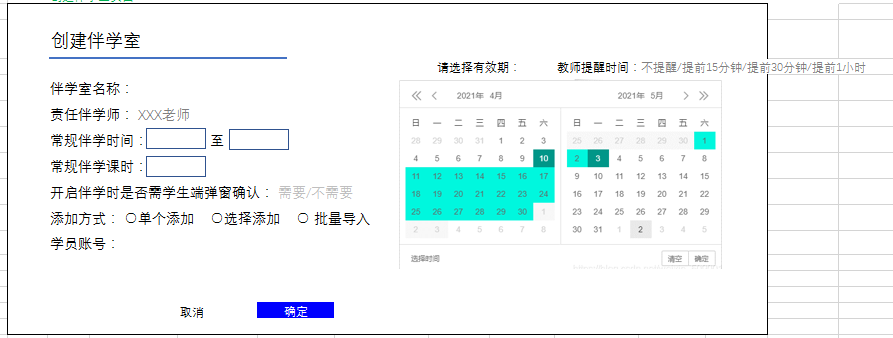 创建伴学室
请选择有效期：
教师提醒时间：不提醒/提前15分钟/提前30分钟/提前1小时
伴学室名称：
责任伴学师：XXX老师
常规伴学时间： 至
常规伴学课时：
开启伴学时是否需学生端弹窗确认： 需要/不需要
添加方式： 单个添加 选择添加 批量导入
学员账号：
取消 确定
2021年 4月
日 一 二 三 四 五 六
28 29 30 31 1 2 3
4 5 6 7 8 9 10
11 12 13 14 15 16 17
18 19 20 21 22 23 24
25 26 27 28 29 30 1
2 3 4 5 6 7 8
2021年 5月
日 一 二 三 四 五 六
25 26 27 28 29 30 1
2 3 4 5 6 7 8
9 10 11 12 13 14 15
16 17 18 19 20 21 22
23 24 25 26 27 28 29
30 31 1 2 3 4 5
选择时间
清空 确定